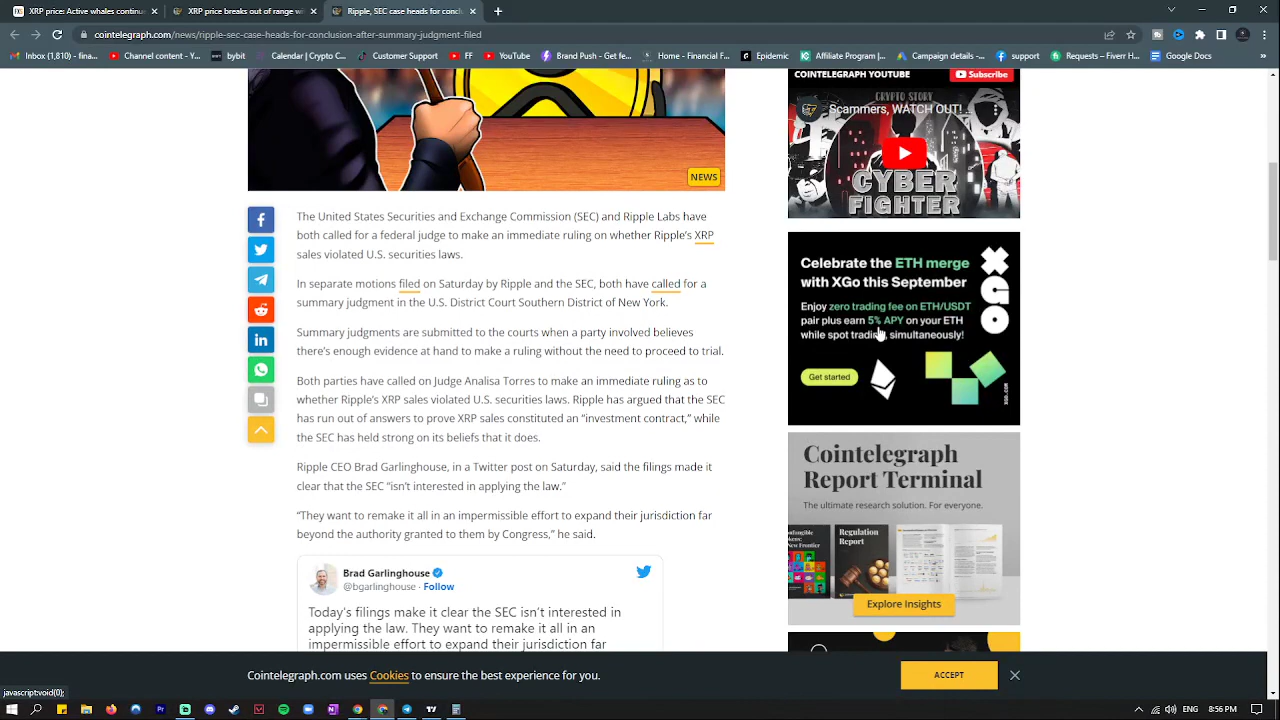 XRP price continues to
XRP price breaks range wi
Ripple, SEC case conclus
cointelegraph.com/news/ripple-sec-case-conclusion-nears-as-motions-for-summary-judgment-filed
Inbox (1,810) - fi...
Channel content - Y...
bybit
Calendal | Crypto C...
Customer Support
FF
YouTube
Brand Push - Get fe...
Home - Financial F...
Epidemic
Affiliate Program |...
Campaign details -...
support
Requests – Fiverr H...
Google Docs
»
COINTELEGRAPH YOUTUBE
Subscribe
CRYPTO STORY
Scammers, WATCH OUT! ...
CYBER
FIGHTER
NEWS
The United States Securities and Exchange Commission (SEC) and Ripple Labs have
both called for a federal judge to make an immediate ruling on whether Ripple's XRP
sales violated U.S. securities laws.
In separate motions filed on Saturday by Ripple and the SEC, both have called for a
summary judgment in the U.S. District Court Southern District of New York.
Summary judgments are submitted to the courts when a party involved believes
there's enough evidence at hand to make a ruling without the need to proceed to trial.
Both parties have called on Judge Analisa Torres to make an immediate ruling as to
whether Ripple's XRP sales violated U.S. securities laws. Ripple has argued that the SEC
has run out of answers to prove XRP sales constituted an “investment contract,” while
the SEC has held strong on its beliefs that it does.
Ripple CEO Brad Garlinghouse, in a Twitter post on Saturday, said the filings made it
clear that the SEC “isn't interested in applying the law.”
“They want to remake it all in an impermissible effort to expand their jurisdiction far
beyond the authority granted to them by Congress,” he said.
Brad Garlinghouse
@bgarlinghouse · Follow
Today's filings make it clear the SEC isn't interested in
applying the law. They want to remake it all in an
impermissible effort to expand their jurisdiction far
Celebrate the ETH merge
with XGo this September
Enjoy zero trading fee on ETH/USDT
pair plus earn 5% APY on your ETH
while spot trading, simultaneously!
Get started
XGO
XGO.COM
Cointelegraph
Report Terminal
The ultimate research solution. For everyone.
Regulation
Report
Explore Insights
Cointelegraph.com uses Cookies to ensure the best experience for you.
ACCEPT
javascript:void(0);
8:56 PM